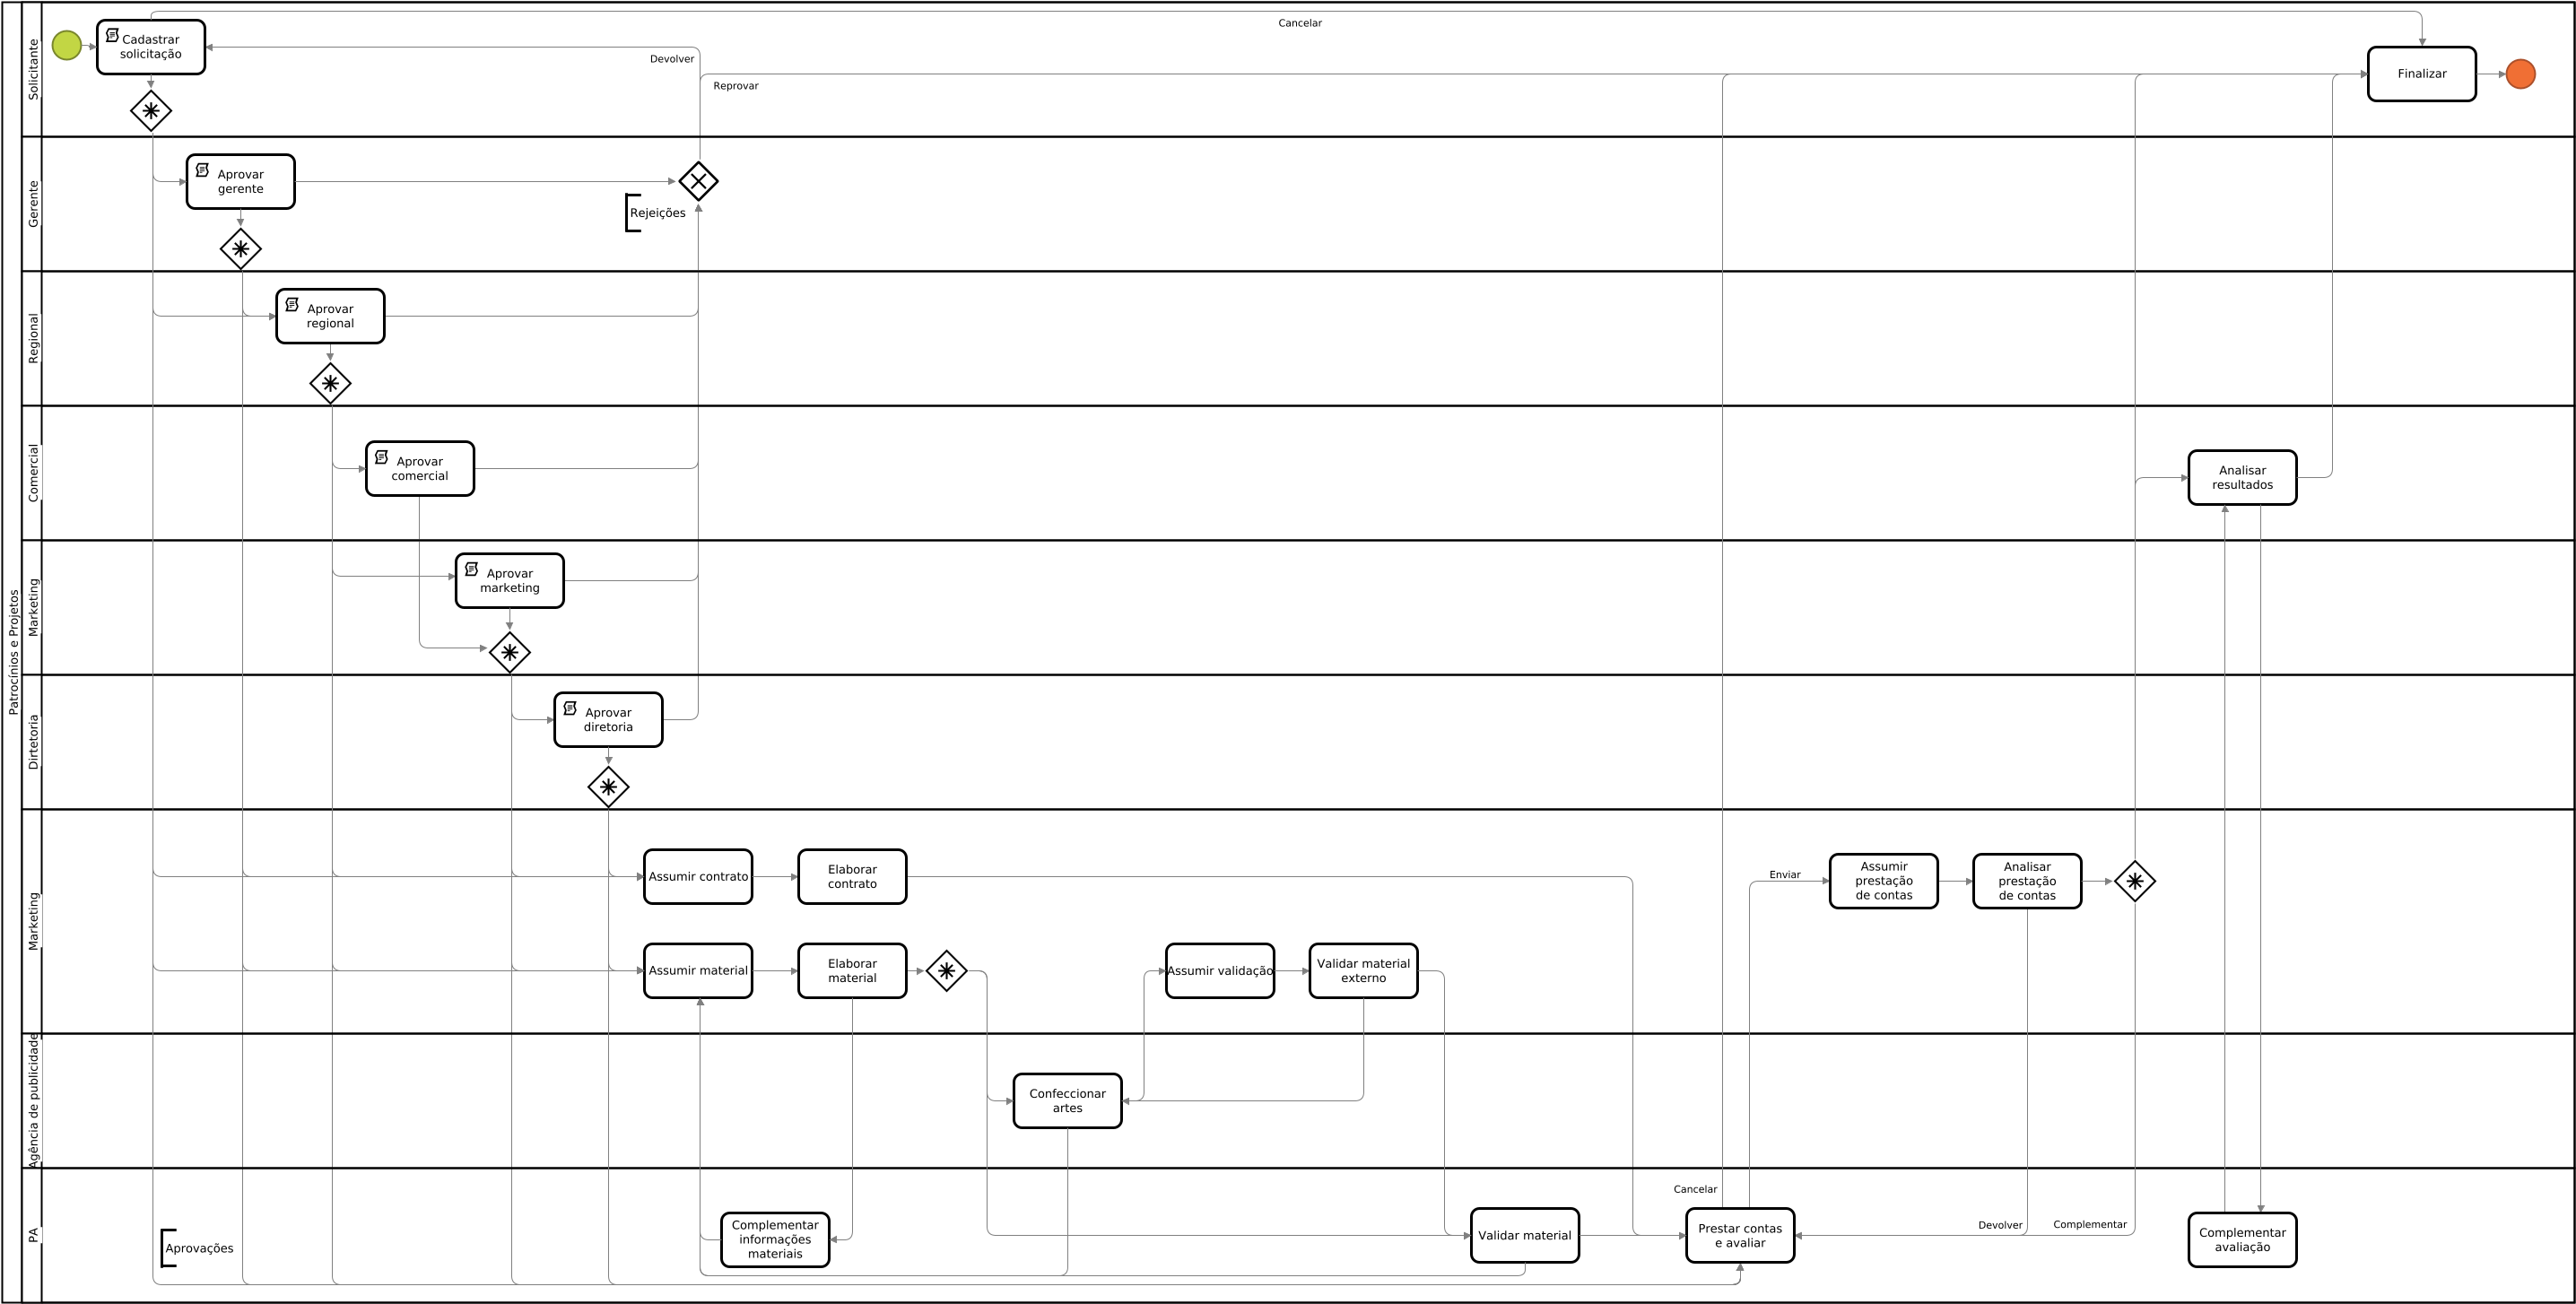 Patrocínios e Projetos
Solicitante
Cadastrar
solicitação
Cancelar
Devolver
Reprovar
Finalizar
Gerente
Aprovar
gerente
Rejeições
Regional
Aprovar
regional
Comercial
Aprovar
comercial
Analisar
resultados
Marketing
Aprovar
marketing
Dirtetoria
Aprovar
diretoria
Marketing
Assumir contrato
Elaborar
contrato
Enviar
Assumir
prestação
de contas
Analisar
prestação
de contas
Assumir material
Elaborar
material
Assumir validação
Validar material
externo
Agência de publicidade
Confeccionar
artes
PA
Aprovações
Complementar
informações
materiais
Validar material
Cancelar
Prestar contas
e avaliar
Devolver
Complementar
Complementar
avaliação